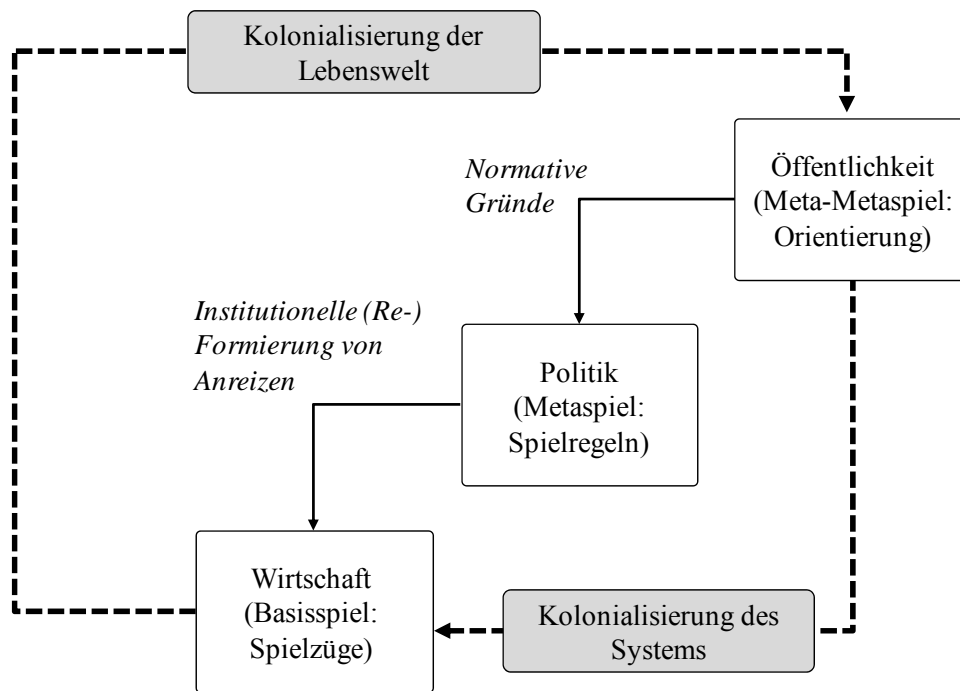 Kolonialisierung der
Lebenswelt
Öffentlichkeit
(Meta-Metaspiel:
Orientierung)
Normative
Gründe
Institutionelle (Re-)
Formierung von
Anreizen
Politik
(Metaspiel:
Spielregeln)
Wirtschaft
(Basisspiel:
Spielzüge)
Kolonialisierung des
Systems